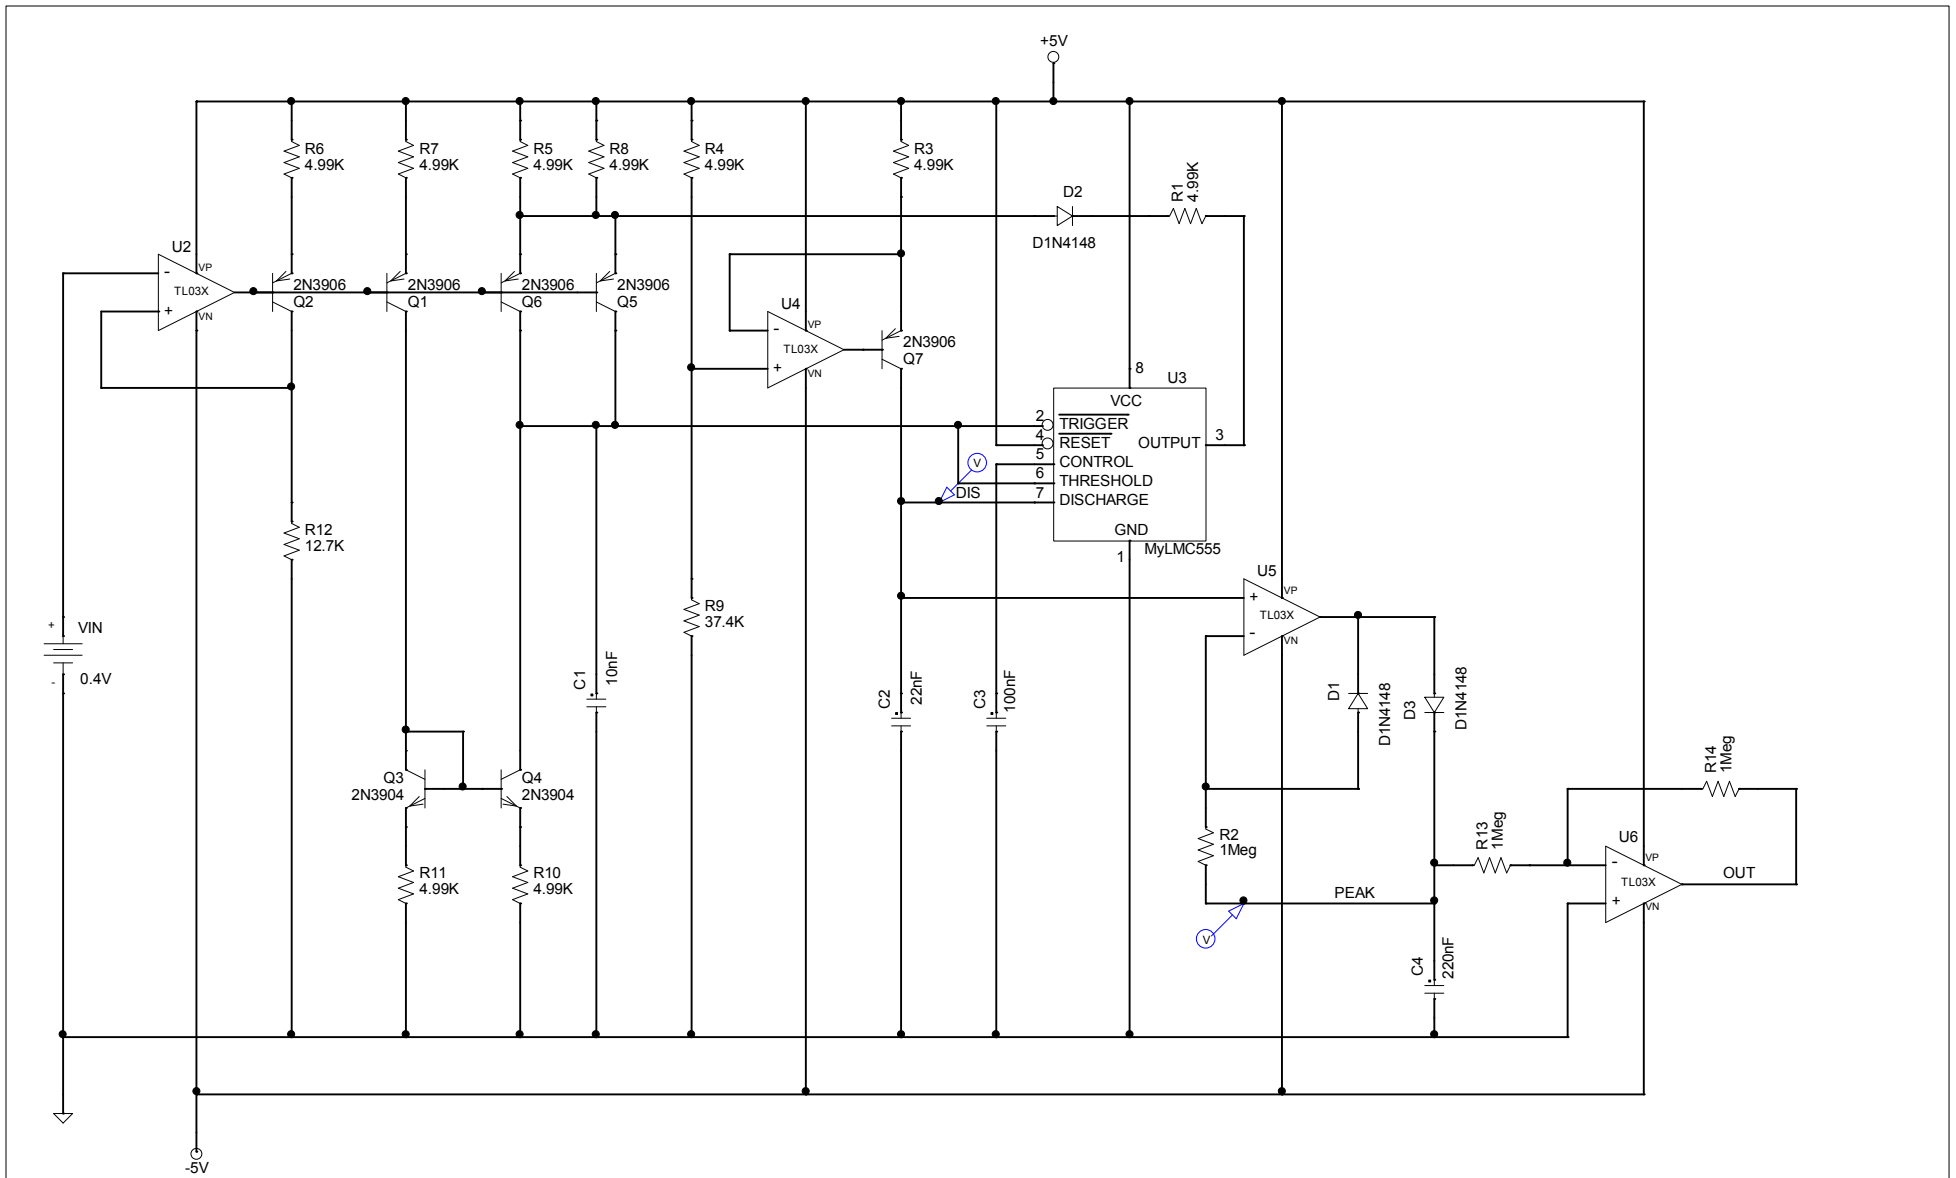 +5V
R6
4.99K
R7
4.99K
R5
4.99K
R8
4.99K
R4
4.99K
R3
4.99K
R1
4.99K
D2
D1N4148
U2
VP
TL03X
VN
-
+
2N3906
Q2
2N3906
Q1
2N3906
Q6
2N3906
Q5
U4
VP
TL03X
VN
-
+
2N3906
Q7
8
U3
VCC
2
TRIGGER
4
RESET
OUTPUT
3
5
CONTROL
6
THRESHOLD
7
DISCHARGE
GND
1
MyLMC555
V
DIS
R12
12.7K
R9
37.4K
+
VIN
-
0.4V
C1
10nF
C2
22nF
C3
100nF
U5
VP
TL03X
VN
+
-
D1
D1N4148
D3
D1N4148
Q3
2N3904
Q4
2N3904
R11
4.99K
R10
4.99K
R2
1Meg
PEAK
V
R13
1Meg
R14
1Meg
U6
VP
TL03X
VN
-
+
OUT
C4
220nF
-5V